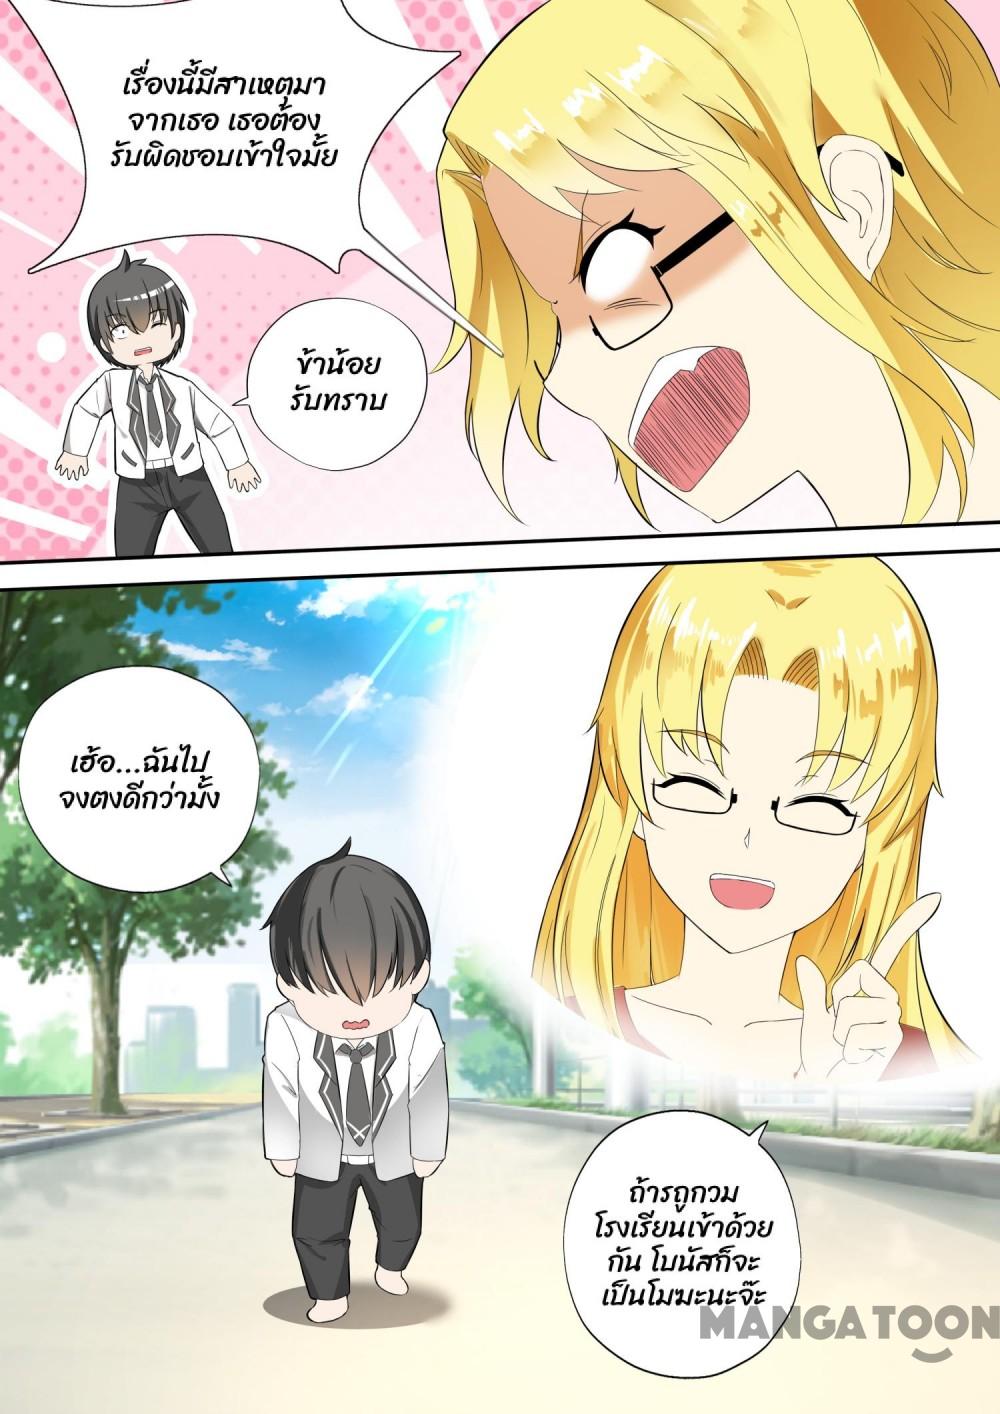 เรื่องนี้มีสาเหตุมา
จากเธอ เธอต้อง
รับผิดชอบเข้าใจมั้ย
ข้าน้อย
รับทราบ
เฮ้อ...ฉันไป
จงตงดีกว่ามั้ง
ถ้ารถูกวม
โรงเรียนเข้าด้วย
กัน โบนัสก็จะ
เป็นโมฆะนะจ๊ะ
MANGATOON